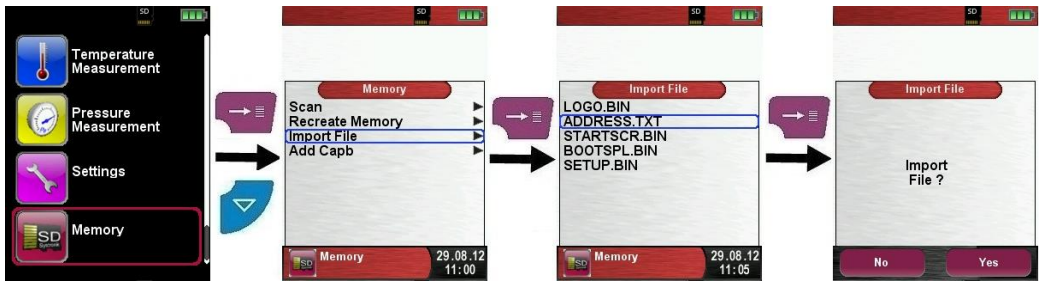 SD
Temperature
Measurement
Pressure
Measurement
Settings
SD
Memory
SD
Memory
Scan
Recreate Memory
Import File
Add Capb
SD
Memory
29.08.12
11:00
SD
Import File
LOGO.BIN
ADDRESS.TXT
STARTSCR.BIN
BOOTSPL.BIN
SETUP.BIN
SD
Memory
29.08.12
11:05
SD
Import File
Import
File ?
No
Yes